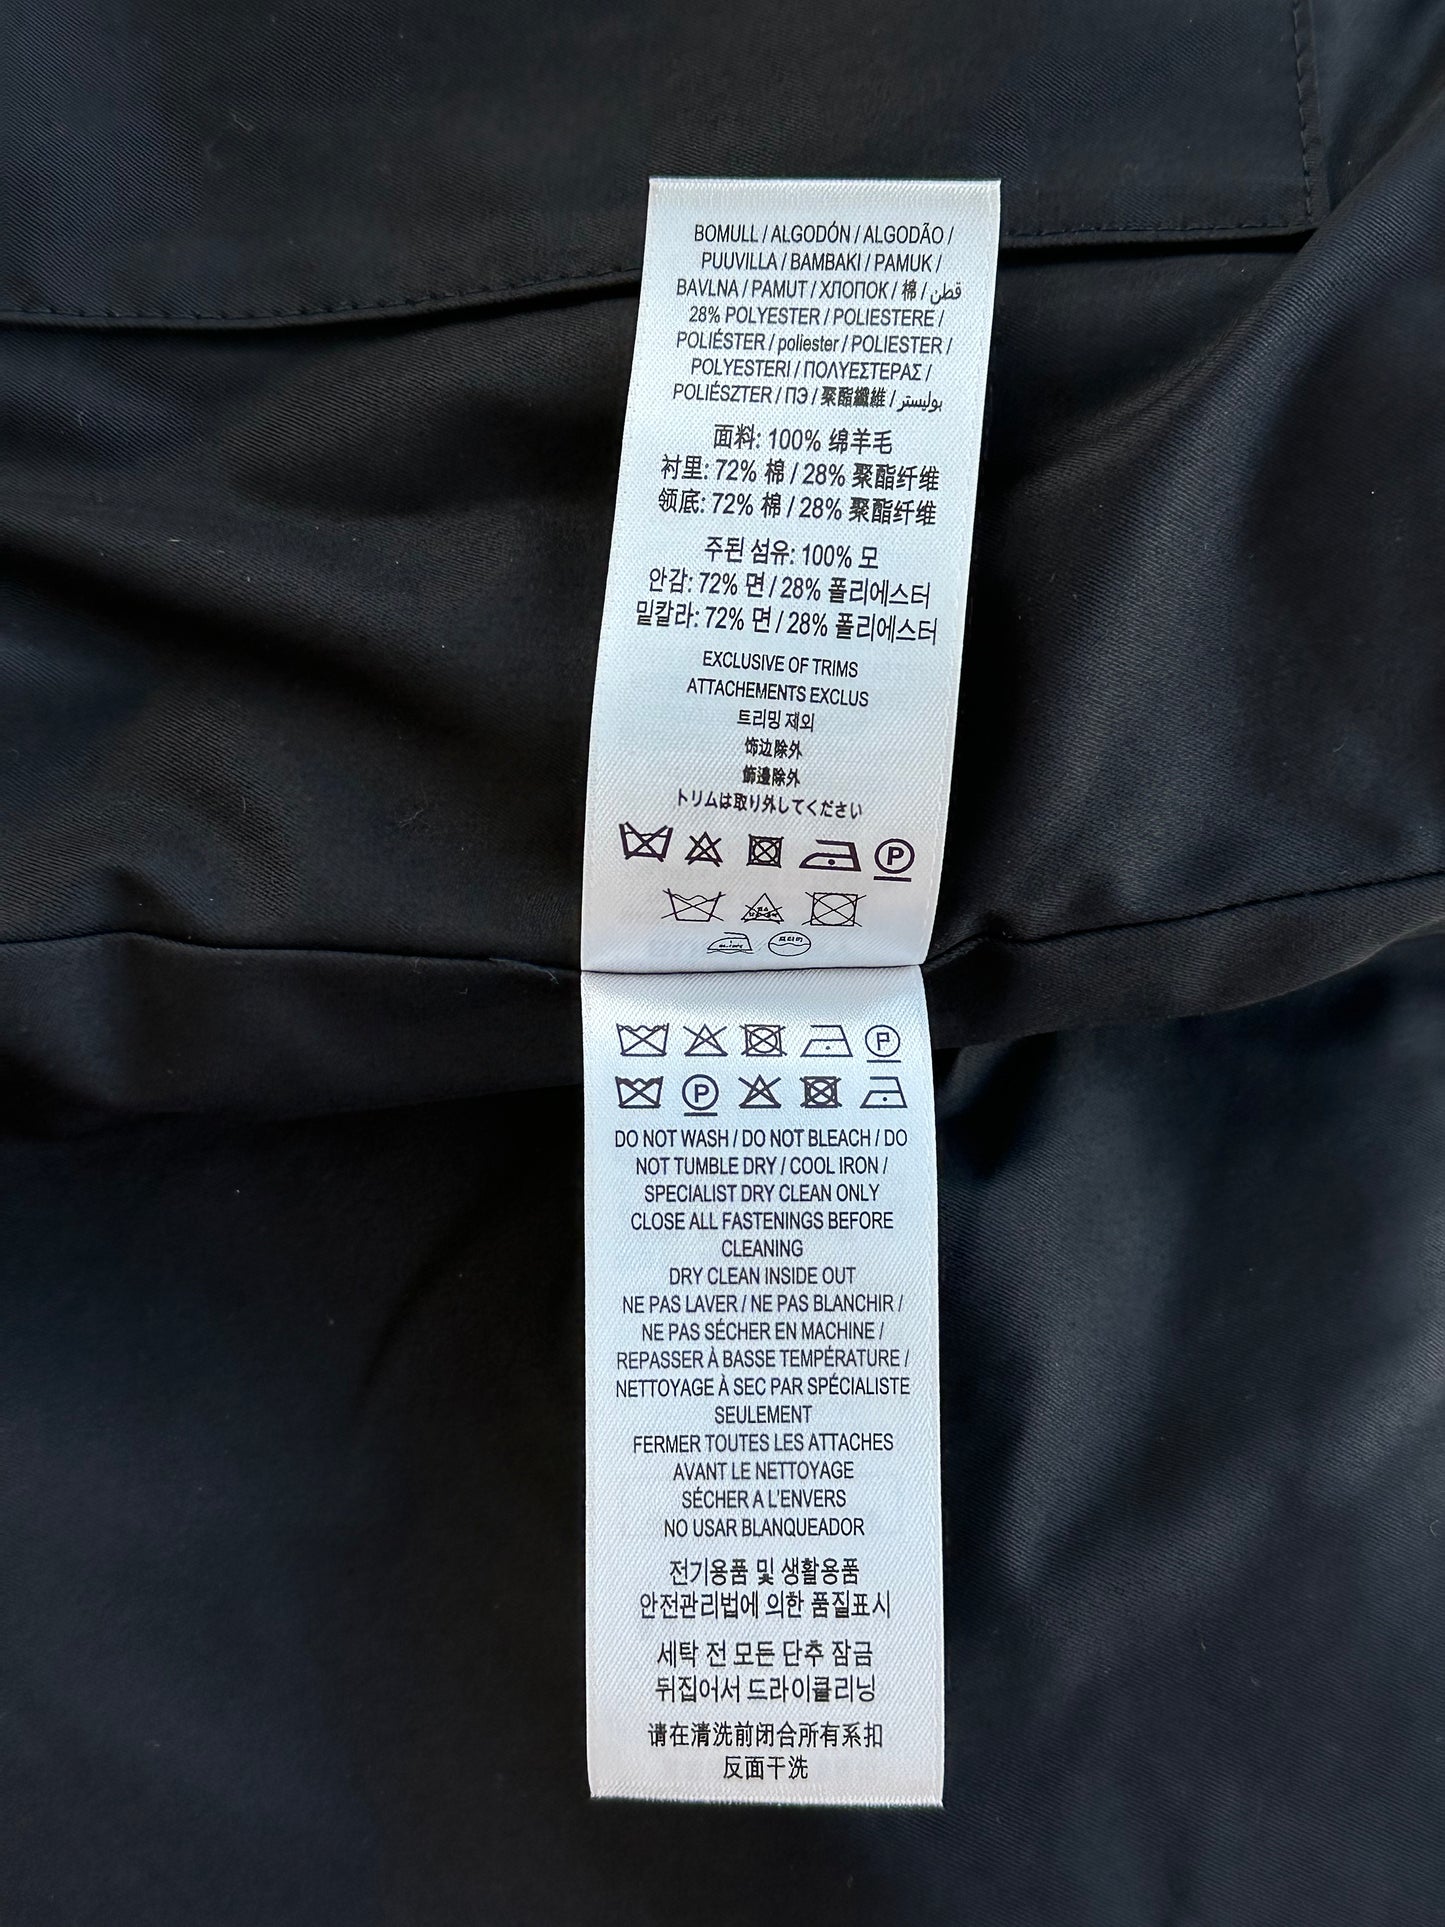 BOMULL / ALGODÓN / ALGODÃO /
PUUVILLA / BAMBAKI / PAMUK /
BAVLNA / PAMUT / ХЛОПОК / 棉 / قطن
28% POLYESTER / POLIESTERE /
POLIÉSTER / poliester / POLIESTER /
POLYESTERI / ΠΟΛΥΕΣΤΕΡΑΣ /
POLIÉSZTER / ПЭ / 聚酯纖維 / بوليستر
面料: 100% 绵羊毛
衬里: 72% 棉 / 28% 聚酯纤维
领底: 72% 棉 / 28% 聚酯纤维
주된 섬유: 100% 모
안감: 72% 면 / 28% 폴리에스터
밑칼라: 72% 면 / 28% 폴리에스터
EXCLUSIVE OF TRIMS
ATTACHEMENTS EXCLUS
트리밍 제외
饰边除外
飾邊除外
トリムは取り外してください
P
P
P
DO NOT WASH / DO NOT BLEACH / DO
NOT TUMBLE DRY / COOL IRON /
SPECIALIST DRY CLEAN ONLY
CLOSE ALL FASTENINGS BEFORE
CLEANING
DRY CLEAN INSIDE OUT
NE PAS LAVER / NE PAS BLANCHIR /
NE PAS SÉCHER EN MACHINE /
REPASSER À BASSE TEMPÉRATURE /
NETTOYAGE À SEC PAR SPÉCIALISTE
SEULEMENT
FERMER TOUTES LES ATTACHES
AVANT LE NETTOYAGE
SÉCHER A L'ENVERS
NO USAR BLANQUEADOR
전기용품 및 생활용품
안전관리법에 의한 품질표시
세탁 전 모든 단추 잠금
뒤집어서 드라이클리닝
请在清洗前闭合所有系扣
反面干洗